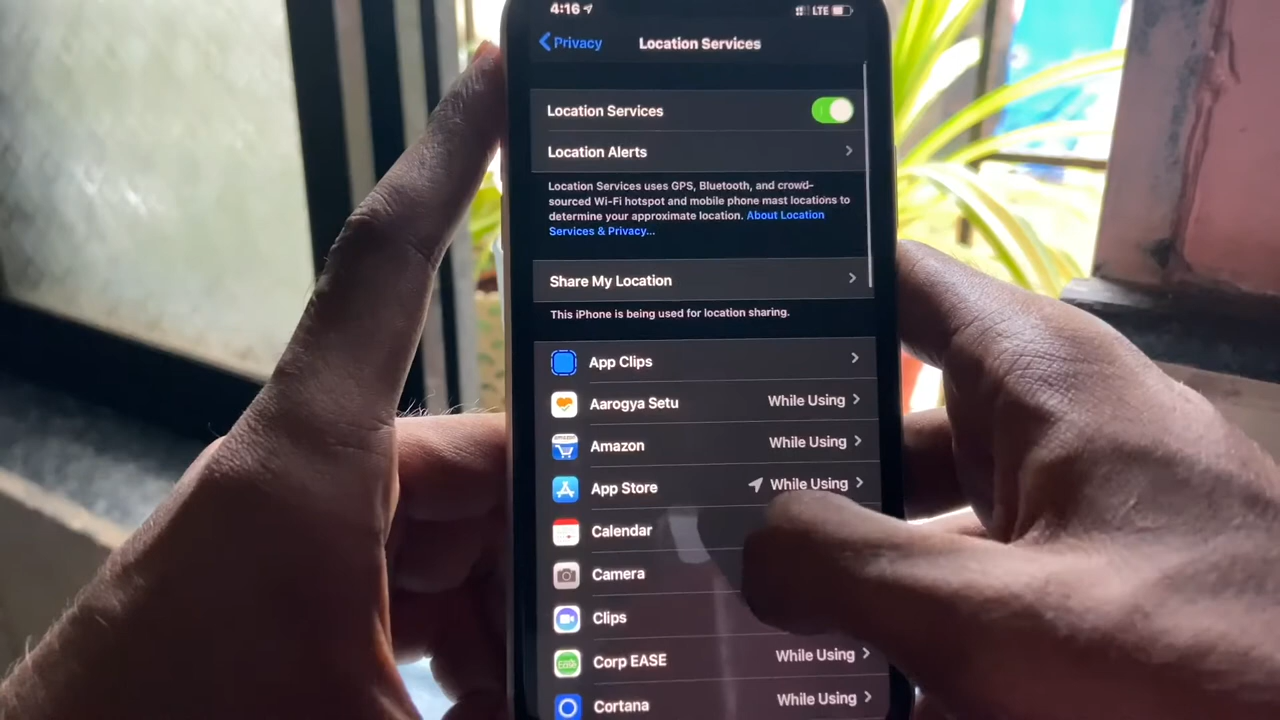 4:16 LTE
Privacy Location Services
Location Services
Location Alerts
Location Services uses GPS, Bluetooth, and crowd-
sourced Wi-Fi hotspot and mobile phone mast locations to
determine your approximate location. About Location
Services & Privacy...
Share My Location
This iPhone is being used for location sharing.
App Clips
Aarogya Setu While Using
Amazon While Using
App Store While Using
Calendar
Camera
Clips
Corp EASE While Using
Cortana While Using